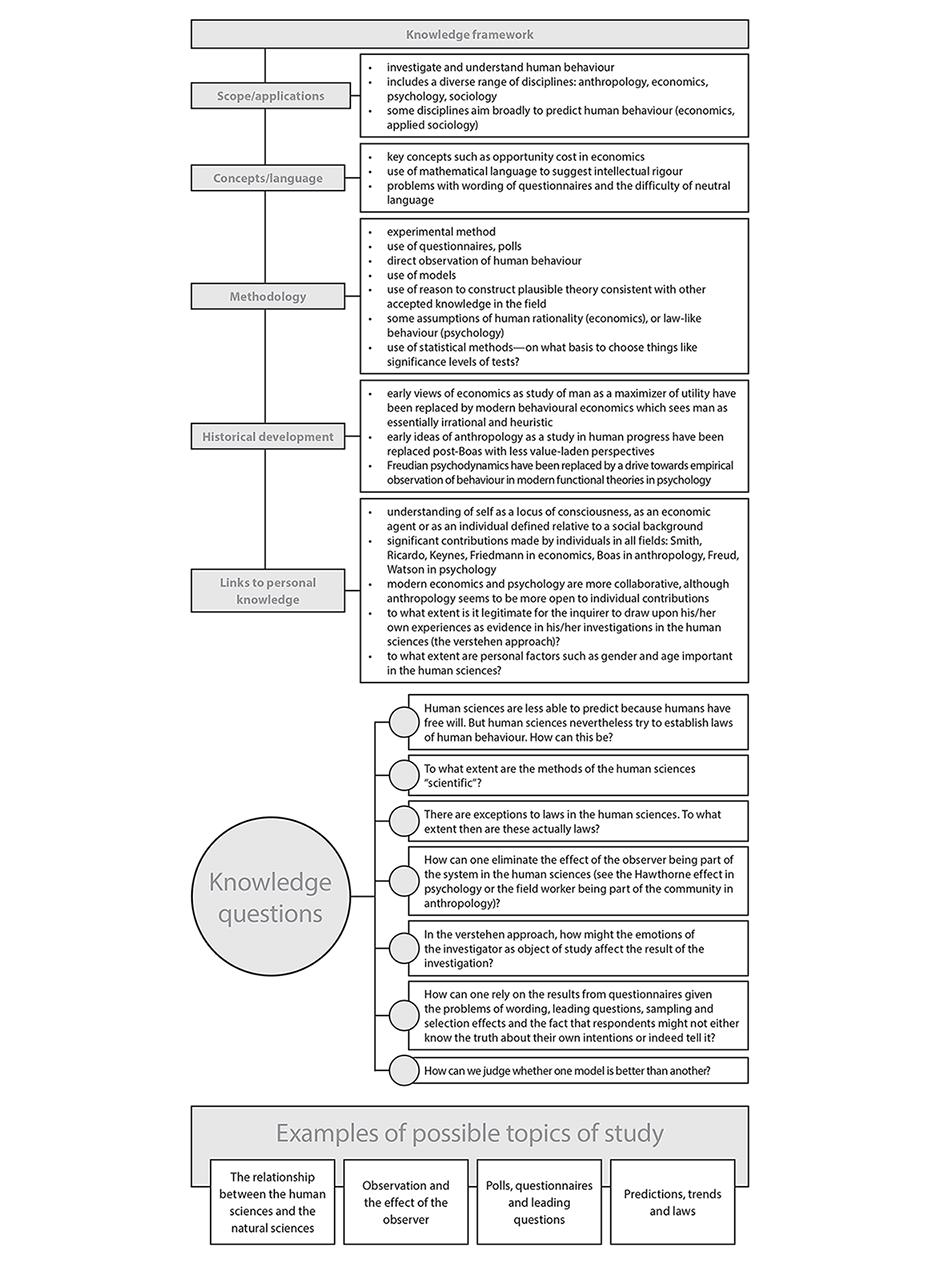 Knowledge framework
Scope/applications
• investigate and understand human behaviour
• includes a diverse range of disciplines: anthropology, economics,
psychology, sociology
• some disciplines aim broadly to predict human behaviour (economics,
applied sociology)
Concepts/language
• key concepts such as opportunity cost in economics
• use of mathematical language to suggest intellectual rigour
• problems with wording of questionnaires and the difficulty of neutral
language
Methodology
• experimental method
• use of questionnaires, polls
• direct observation of human behaviour
• use of models
• use of reason to construct plausible theory consistent with other
accepted knowledge in the field
• some assumptions of human rationality (economics), or law-like
behaviour (psychology)
• use of statistical methods—on what basis to choose things like
significance levels of tests?
Historical development
• early views of economics as study of man as a maximizer of utility have
been replaced by modern behavioural economics which sees man as
essentially irrational and heuristic
• early ideas of anthropology as a study in human progress have been
replaced post-Boas with less value-laden perspectives
• Freudian psychodynamics have been replaced by a drive towards empirical
observation of behaviour in modern functional theories in psychology
Links to personal
knowledge
• understanding of self as a locus of consciousness, as an economic
agent or as an individual defined relative to a social background
• significant contributions made by individuals in all fields: Smith,
Ricardo, Keynes, Friedmann in economics, Boas in anthropology, Freud,
Watson in psychology
• modern economics and psychology are more collaborative, although
anthropology seems to be more open to individual contributions
• to what extent is it legitimate for the inquirer to draw upon his/her
own experiences as evidence in his/her investigations in the human
sciences (the verstehen approach)?
• to what extent are personal factors such as gender and age important
in the human sciences?
Knowledge
questions
Human sciences are less able to predict because humans have
free will. But human sciences nevertheless try to establish laws
of human behaviour. How can this be?
To what extent are the methods of the human sciences
“scientific”?
There are exceptions to laws in the human sciences. To what
extent then are these actually laws?
How can one eliminate the effect of the observer being part of
the system in the human sciences (see the Hawthorne effect in
psychology or the field worker being part of the community in
anthropology)?
In the verstehen approach, how might the emotions of
the investigator as object of study affect the result of the
investigation?
How can one rely on the results from questionnaires given
the problems of wording, leading questions, sampling and
selection effects and the fact that respondents might not either
know the truth about their own intentions or indeed tell it?
How can we judge whether one model is better than another?
Examples of possible topics of study
The relationship
between the human
sciences and the
natural sciences
Observation and
the effect of the
observer
Polls, questionnaires
and leading
questions
Predictions, trends
and laws